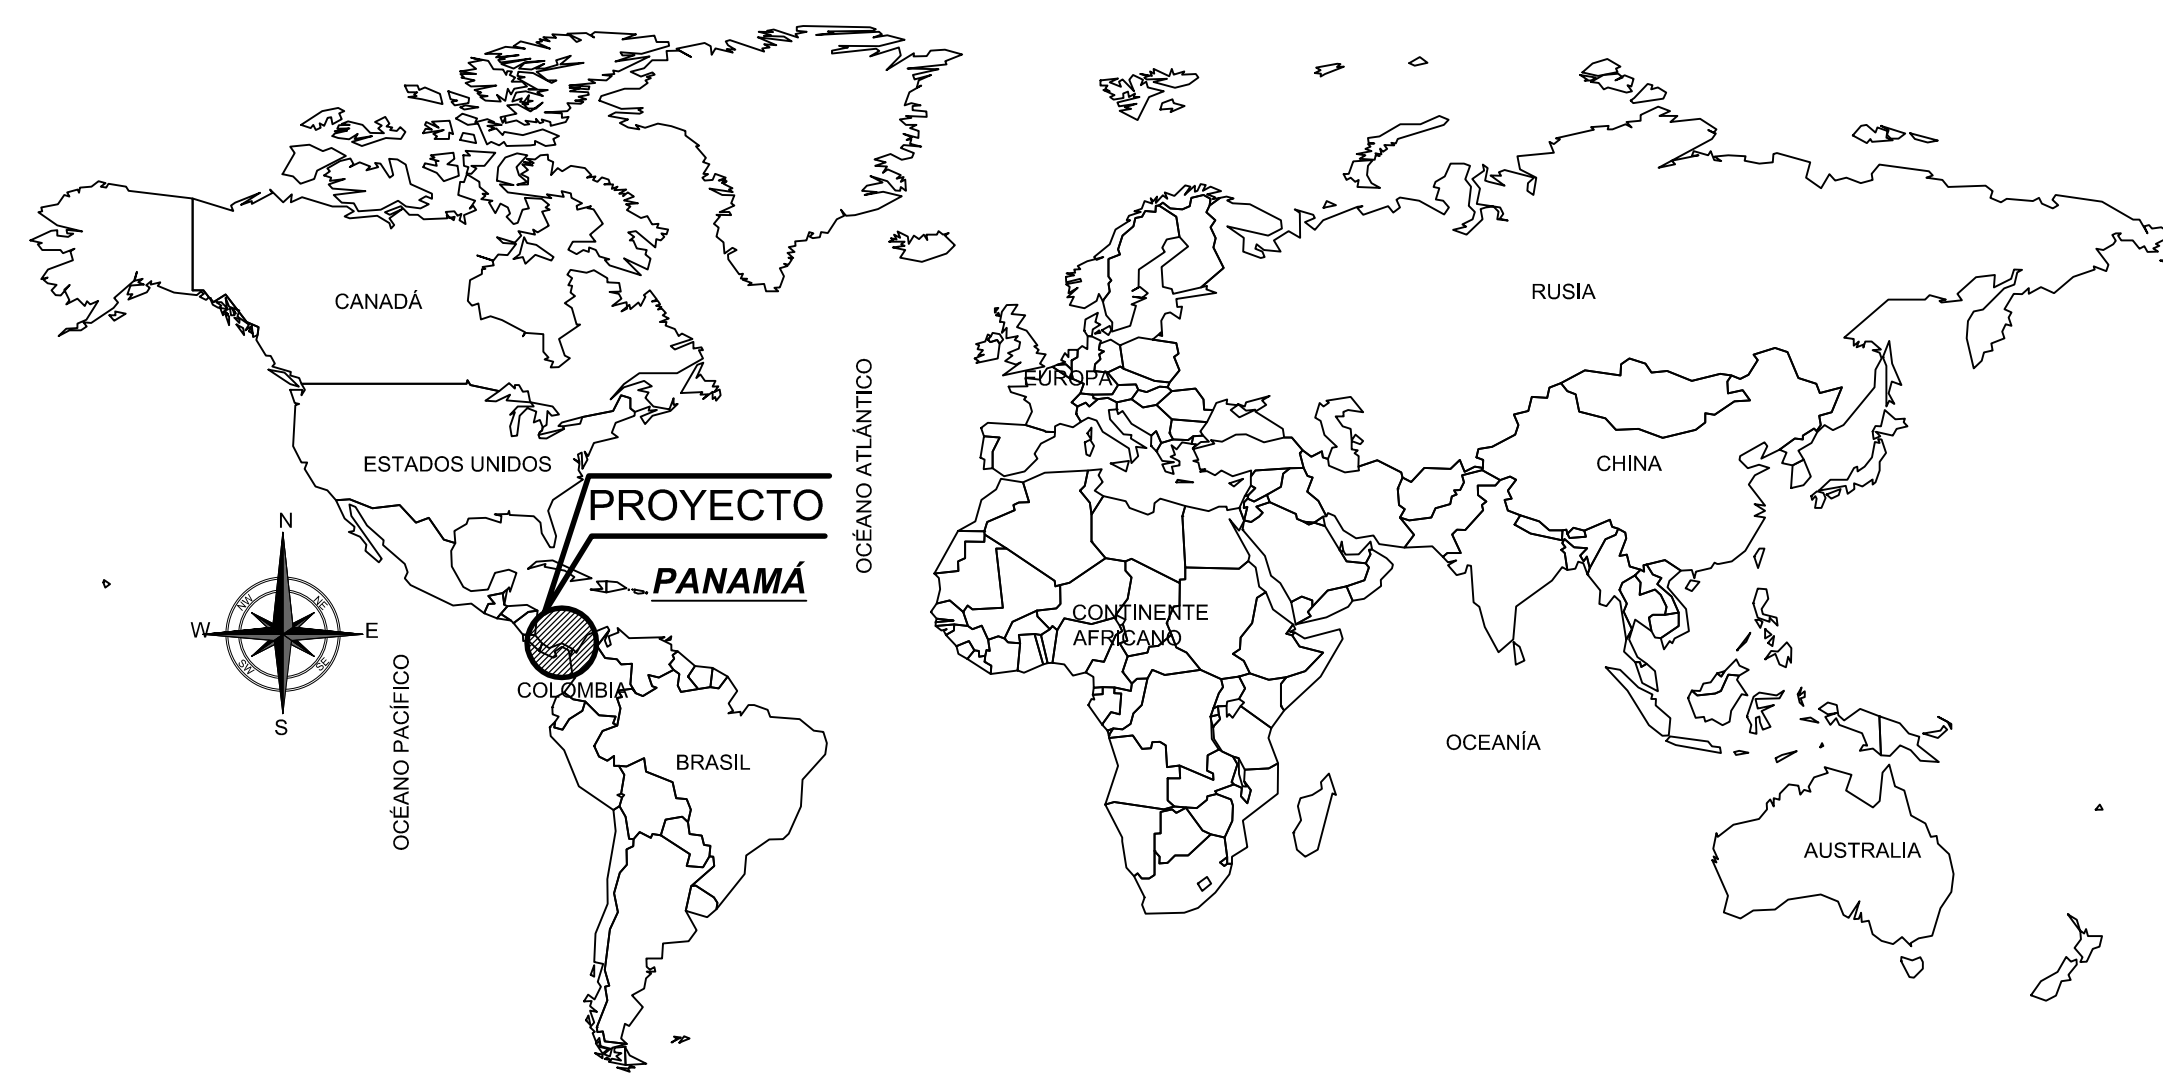 CANADÁ
RUSIA
EUROPA
OCÉANO ATLÁNTICO
ESTADOS UNIDOS
CHINA
PROYECTO
PANAMÁ
N
NW
NE
W
E
SW
SE
S
CONTINENTE
AFRICANO
OCÉANO PACÍFICO
COLOMBIA
BRASIL
OCEANÍA
AUSTRALIA